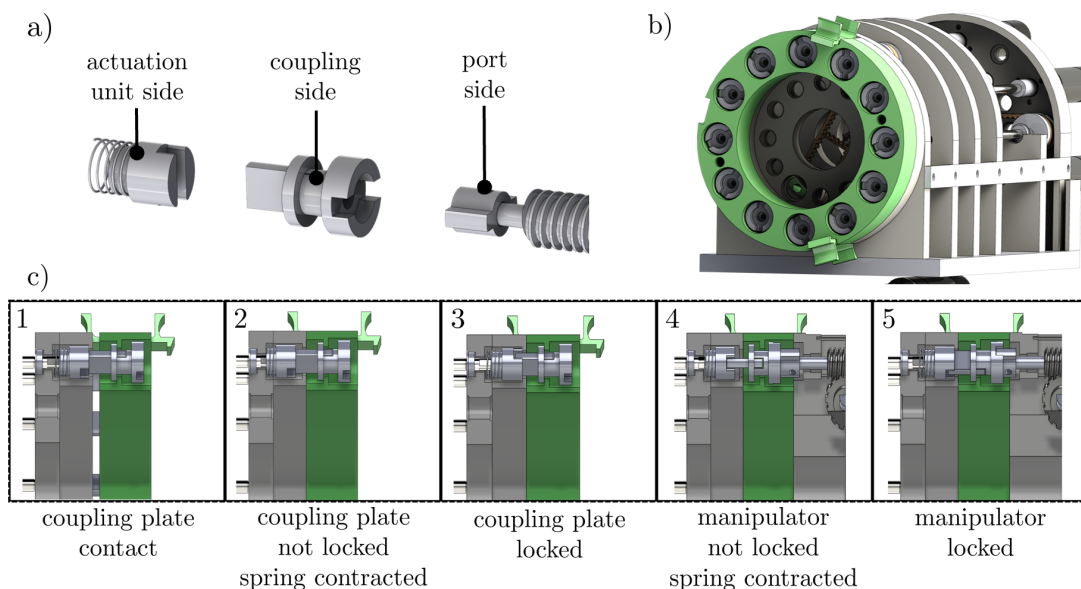 a)
actuation
unit side
coupling
side
port
side
b)
c)
1
2
3
4
5
coupling plate
contact
coupling plate
not locked
spring contracted
coupling plate
locked
manipulator
not locked
spring contracted
manipulator
locked